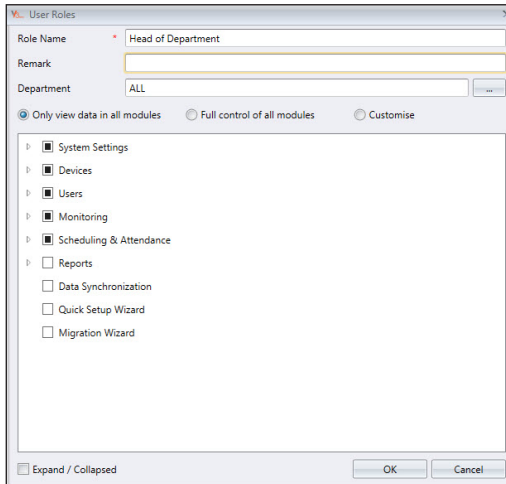 User Roles
Role Name * Head of Department
Remark
Department ALL ...
Only view data in all modules Full control of all modules Customise
System Settings
Devices
Users
Monitoring
Scheduling & Attendance
Reports
Data Synchronization
Quick Setup Wizard
Migration Wizard
Expand / Collapsed OK Cancel